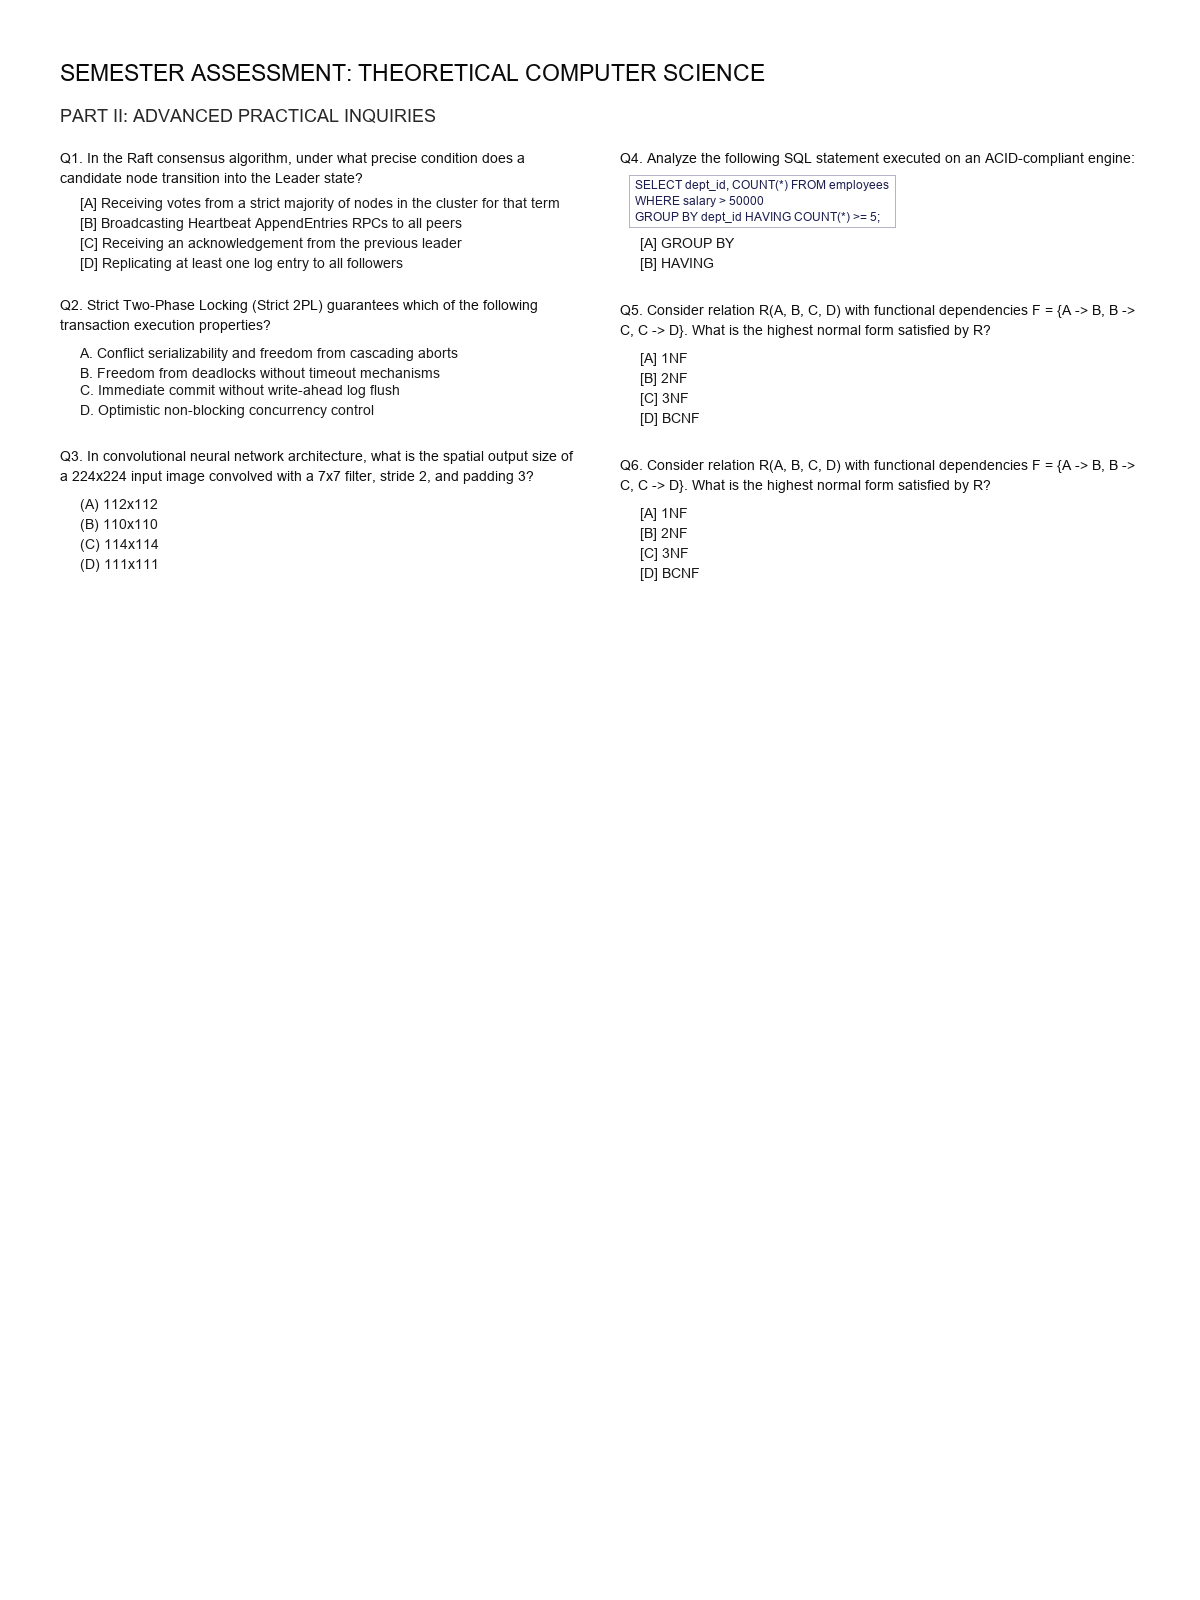 SEMESTER ASSESSMENT: THEORETICAL COMPUTER SCIENCE
PART II: ADVANCED PRACTICAL INQUIRIES
Q1. In the Raft consensus algorithm, under what precise condition does a
candidate node transition into the Leader state?
[A] Receiving votes from a strict majority of nodes in the cluster for that term
[B] Broadcasting Heartbeat AppendEntries RPCs to all peers
[C] Receiving an acknowledgement from the previous leader
[D] Replicating at least one log entry to all followers
Q2. Strict Two-Phase Locking (Strict 2PL) guarantees which of the following
transaction execution properties?
A. Conflict serializability and freedom from cascading aborts
B. Freedom from deadlocks without timeout mechanisms
C. Immediate commit without write-ahead log flush
D. Optimistic non-blocking concurrency control
Q3. In convolutional neural network architecture, what is the spatial output size of
a 224x224 input image convolved with a 7x7 filter, stride 2, and padding 3?
(A) 112x112
(B) 110x110
(C) 114x114
(D) 111x111
Q4. Analyze the following SQL statement executed on an ACID-compliant engine:
SELECT dept_id, COUNT(*) FROM employees
WHERE salary > 50000
GROUP BY dept_id HAVING COUNT(*) >= 5;
[A] GROUP BY
[B] HAVING
Q5. Consider relation R(A, B, C, D) with functional dependencies F = {A -> B, B ->
C, C -> D}. What is the highest normal form satisfied by R?
[A] 1NF
[B] 2NF
[C] 3NF
[D] BCNF
Q6. Consider relation R(A, B, C, D) with functional dependencies F = {A -> B, B ->
C, C -> D}. What is the highest normal form satisfied by R?
[A] 1NF
[B] 2NF
[C] 3NF
[D] BCNF